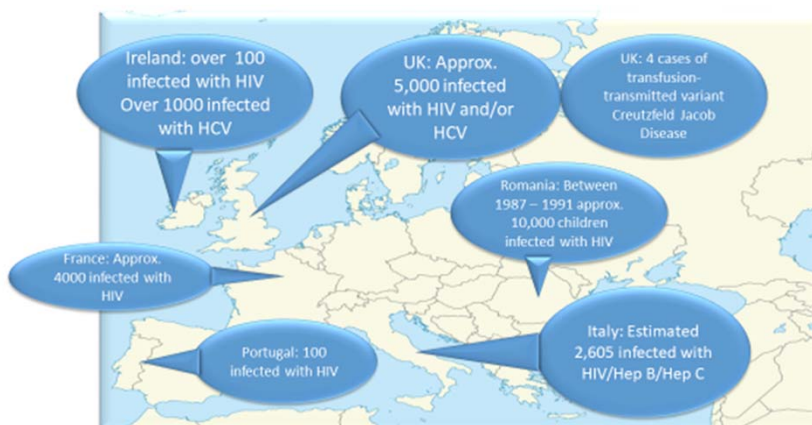 Ireland: over 100
infected with HIV
Over 1000 infected
with HCV
UK: Approx.
5,000 infected
with HIV and/or
HCV
UK: 4 cases of
transfusion-
transmitted variant
Creutzfeld Jacob
Disease
Romania: Between
1987 – 1991 approx.
10,000 children
infected with HIV
France: Approx.
4000 infected with
HIV
Portugal: 100
infected with HIV
Italy: Estimated
2,605 infected with
HIV/Hep B/Hep C